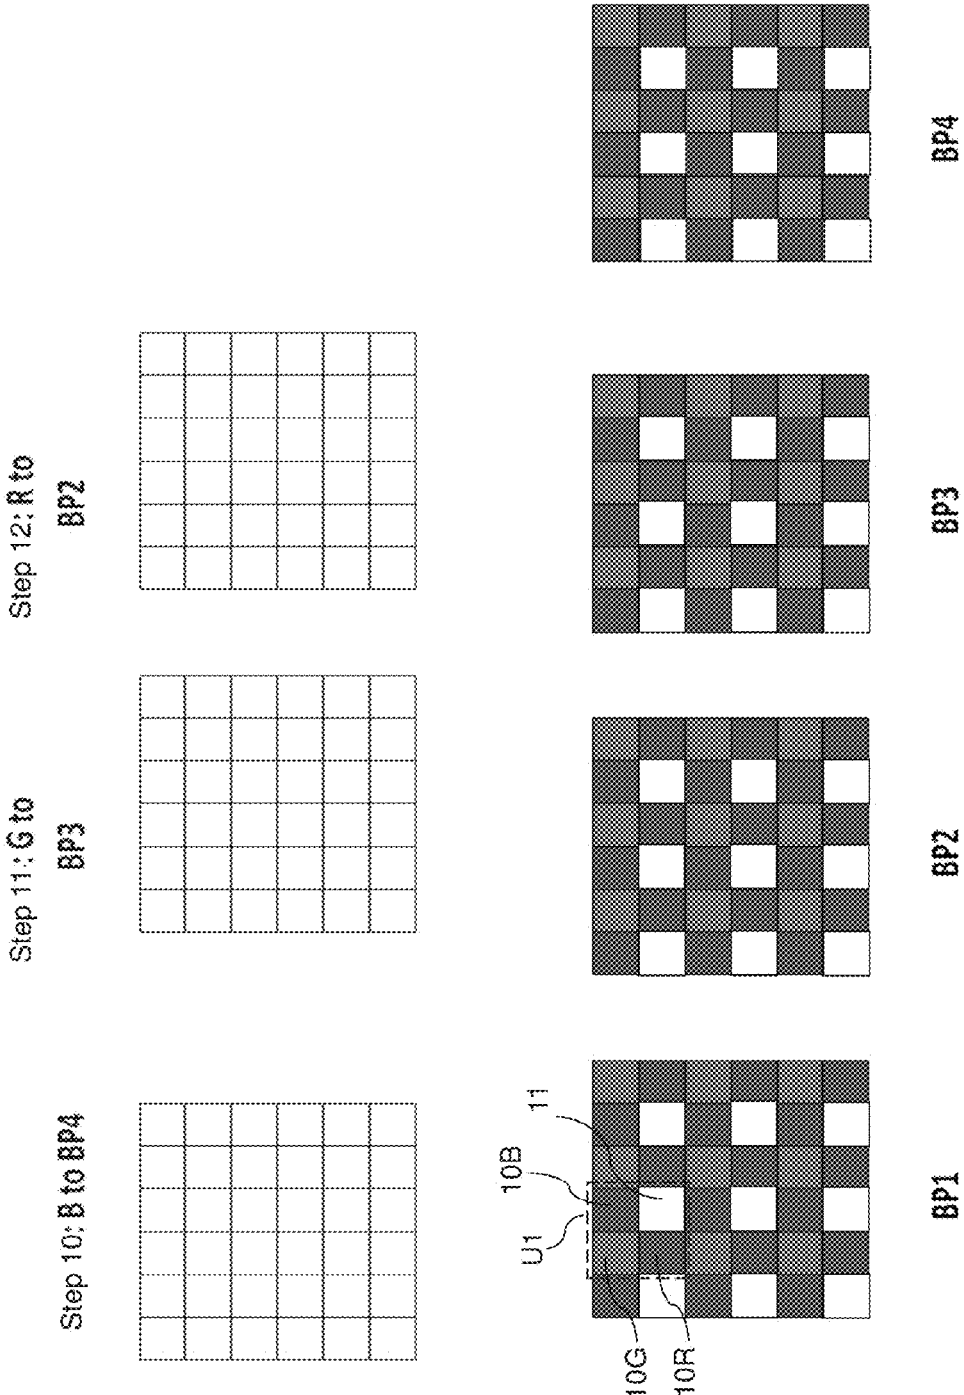 Step 10; B to BP4
Step 11; G to
BP3
Step 12; R to
BP2
U1
10B
11
10G
10R
BP1
BP2
BP3
BP4